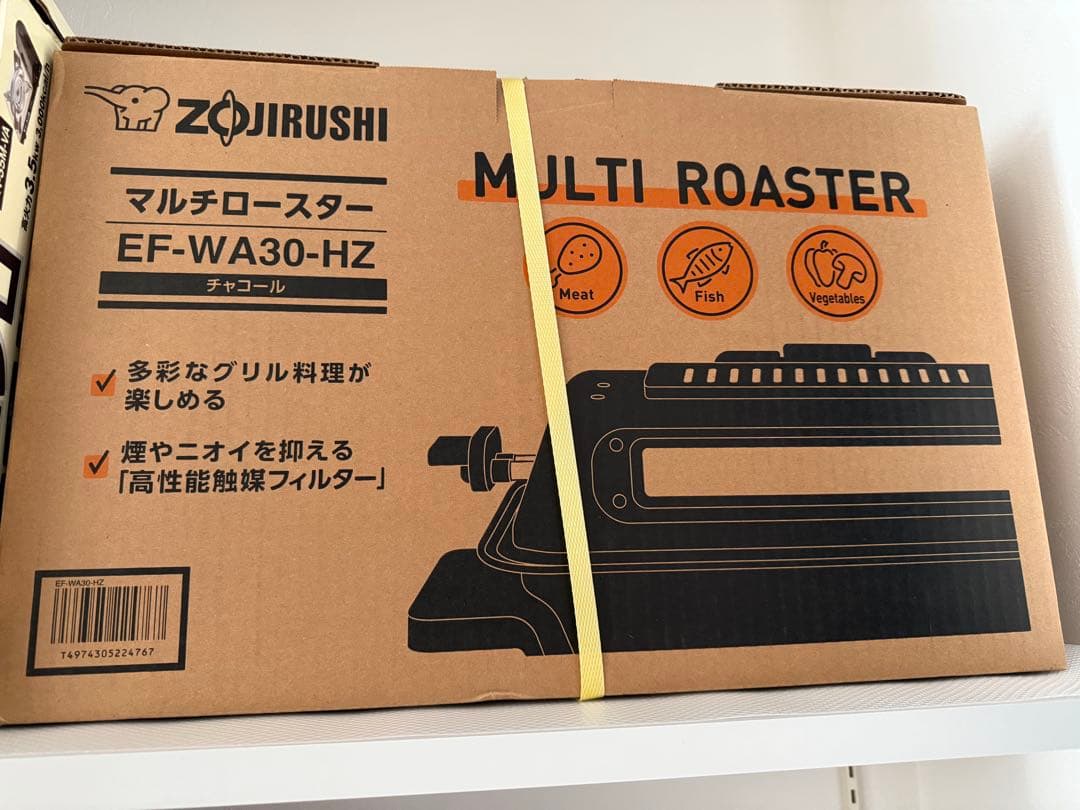 ZOJIRUSHI
マルチロースター
EF-WA30-HZ
チャコール
多彩なグリル料理が
楽しめる
煙やニオイを抑える
「高性能触媒フィルター」
MULTI ROASTER
Meat
Fish
Vegetables
EF-WA30-HZ
T4974305224767